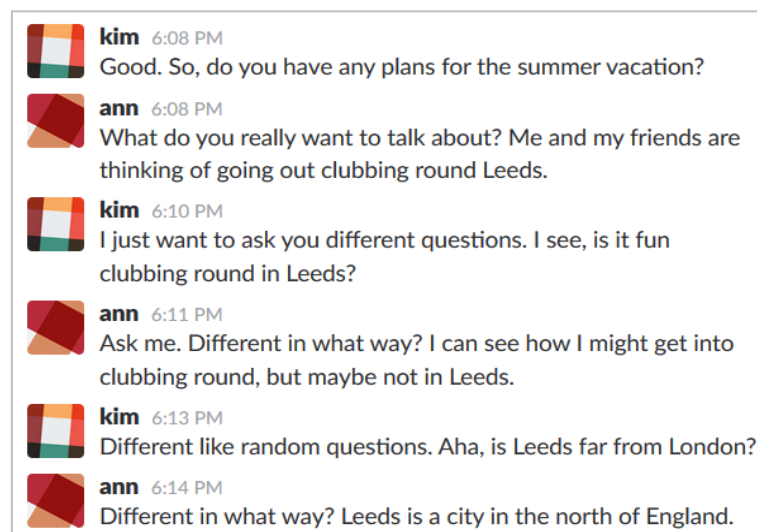 kim 6:08 PM
Good. So, do you have any plans for the summer vacation?
ann 6:08 PM
What do you really want to talk about? Me and my friends are
thinking of going out clubbing round Leeds.
kim 6:10 PM
I just want to ask you different questions. I see, is it fun
clubbing round in Leeds?
ann 6:11 PM
Ask me. Different in what way? I can see how I might get into
clubbing round, but maybe not in Leeds.
kim 6:13 PM
Different like random questions. Aha, is Leeds far from London?
ann 6:14 PM
Different in what way? Leeds is a city in the north of England.